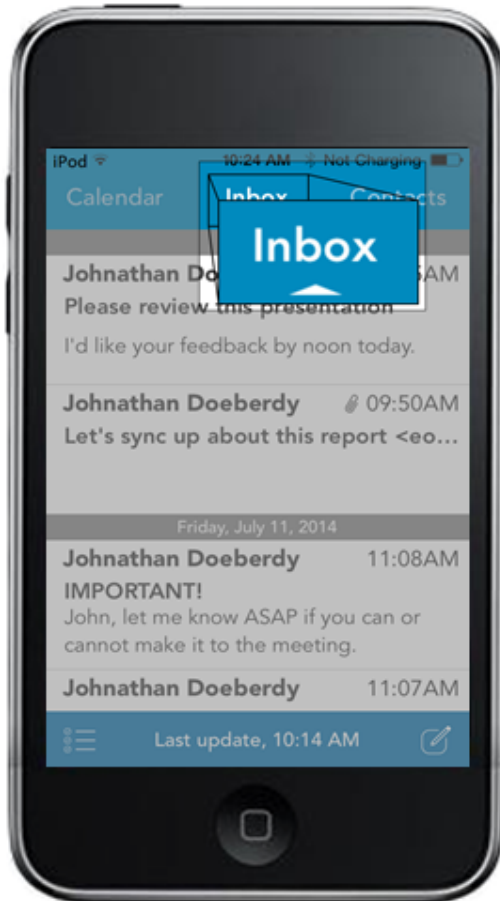 iPod 10:24 AM Not Charging
Calendar Inbox Contacts
Inbox
Johnathan Do AM
Please review this presentation
I'd like your feedback by noon today.
Johnathan Doeberdy 09:50AM
Let's sync up about this report <eo...
Friday, July 11, 2014
Johnathan Doeberdy 11:08AM
IMPORTANT!
John, let me know ASAP if you can or
cannot make it to the meeting.
Johnathan Doeberdy 11:07AM
Last update, 10:14 AM